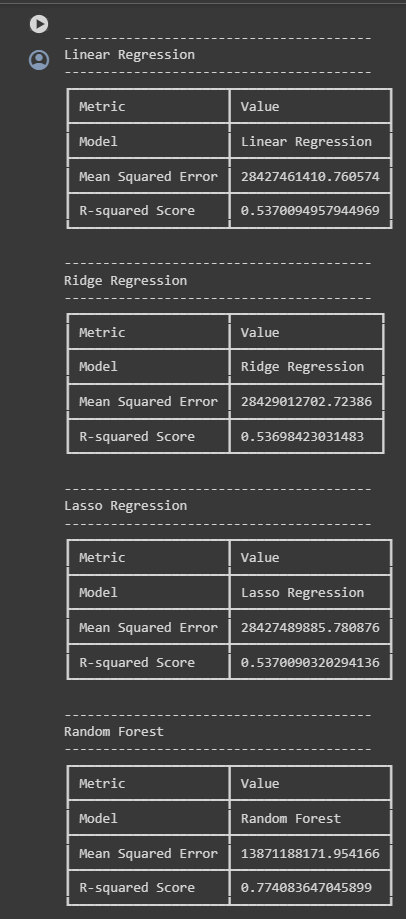 ----------------------------------------
Linear Regression
----------------------------------------
Metric Value
Model Linear Regression
Mean Squared Error 28427461410.760574
R-squared Score 0.5370094957944969
----------------------------------------
Ridge Regression
----------------------------------------
Metric Value
Model Ridge Regression
Mean Squared Error 28429012702.72386
R-squared Score 0.53698423031483
----------------------------------------
Lasso Regression
----------------------------------------
Metric Value
Model Lasso Regression
Mean Squared Error 28427489885.780876
R-squared Score 0.5370090320294136
----------------------------------------
Random Forest
----------------------------------------
Metric Value
Model Random Forest
Mean Squared Error 13871188171.954166
R-squared Score 0.774083647045899